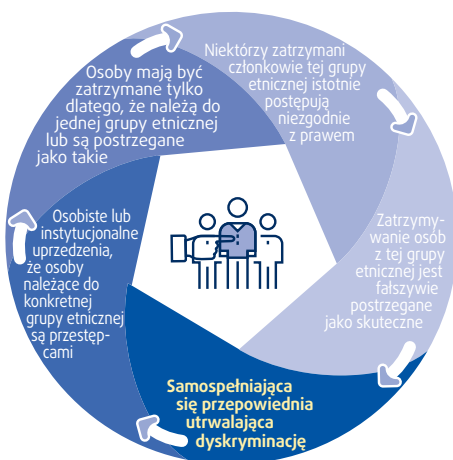 Osoby mają być
zatrzymane tylko
dlatego, że należą do
jednej grupy etnicznej
lub są postrzegane
jako takie
Niektórzy zatrzymani
członkowie tej grupy
etnicznej istotnie
postępują
niezgodnie
z prawem
Zatrzymy-
wanie osób
z tej grupy
etnicznej jest
fałszywie
postrzegane
jako skuteczne
Samospełniająca
się przepowiednia
utrwalająca
dyskryminację
Osobiste lub
instytucjonalne
uprzedzenia,
że osoby
należące do
konkretnej
grupy etnicznej
są przestęp-
cami